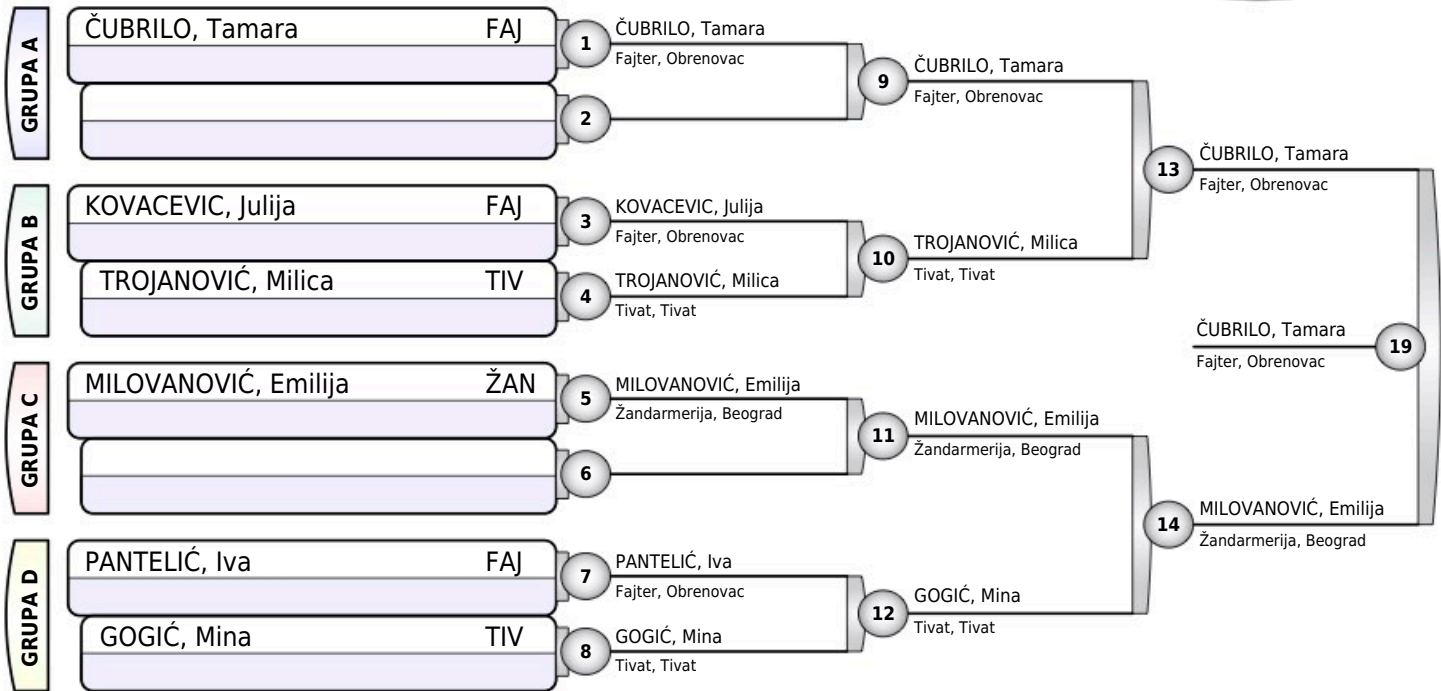 GRUPA A
ČUBRILO, Tamara FAJ
1
ČUBRILO, Tamara
Fajter, Obrenovac
2
9
ČUBRILO, Tamara
Fajter, Obrenovac
GRUPA B
KOVACEVIC, Julija FAJ
3
KOVACEVIC, Julija
Fajter, Obrenovac
TROJANOVIĆ, Milica TIV
4
TROJANOVIĆ, Milica
Tivat, Tivat
10
TROJANOVIĆ, Milica
Tivat, Tivat
13
ČUBRILO, Tamara
Fajter, Obrenovac
GRUPA C
MILOVANOVIĆ, Emilija ŽAN
5
MILOVANOVIĆ, Emilija
Žandarmerija, Beograd
6
11
MILOVANOVIĆ, Emilija
Žandarmerija, Beograd
GRUPA D
PANTELIĆ, Iva FAJ
7
PANTELIĆ, Iva
Fajter, Obrenovac
GOGIĆ, Mina TIV
8
GOGIĆ, Mina
Tivat, Tivat
12
GOGIĆ, Mina
Tivat, Tivat
14
MILOVANOVIĆ, Emilija
Žandarmerija, Beograd
ČUBRILO, Tamara
Fajter, Obrenovac
19